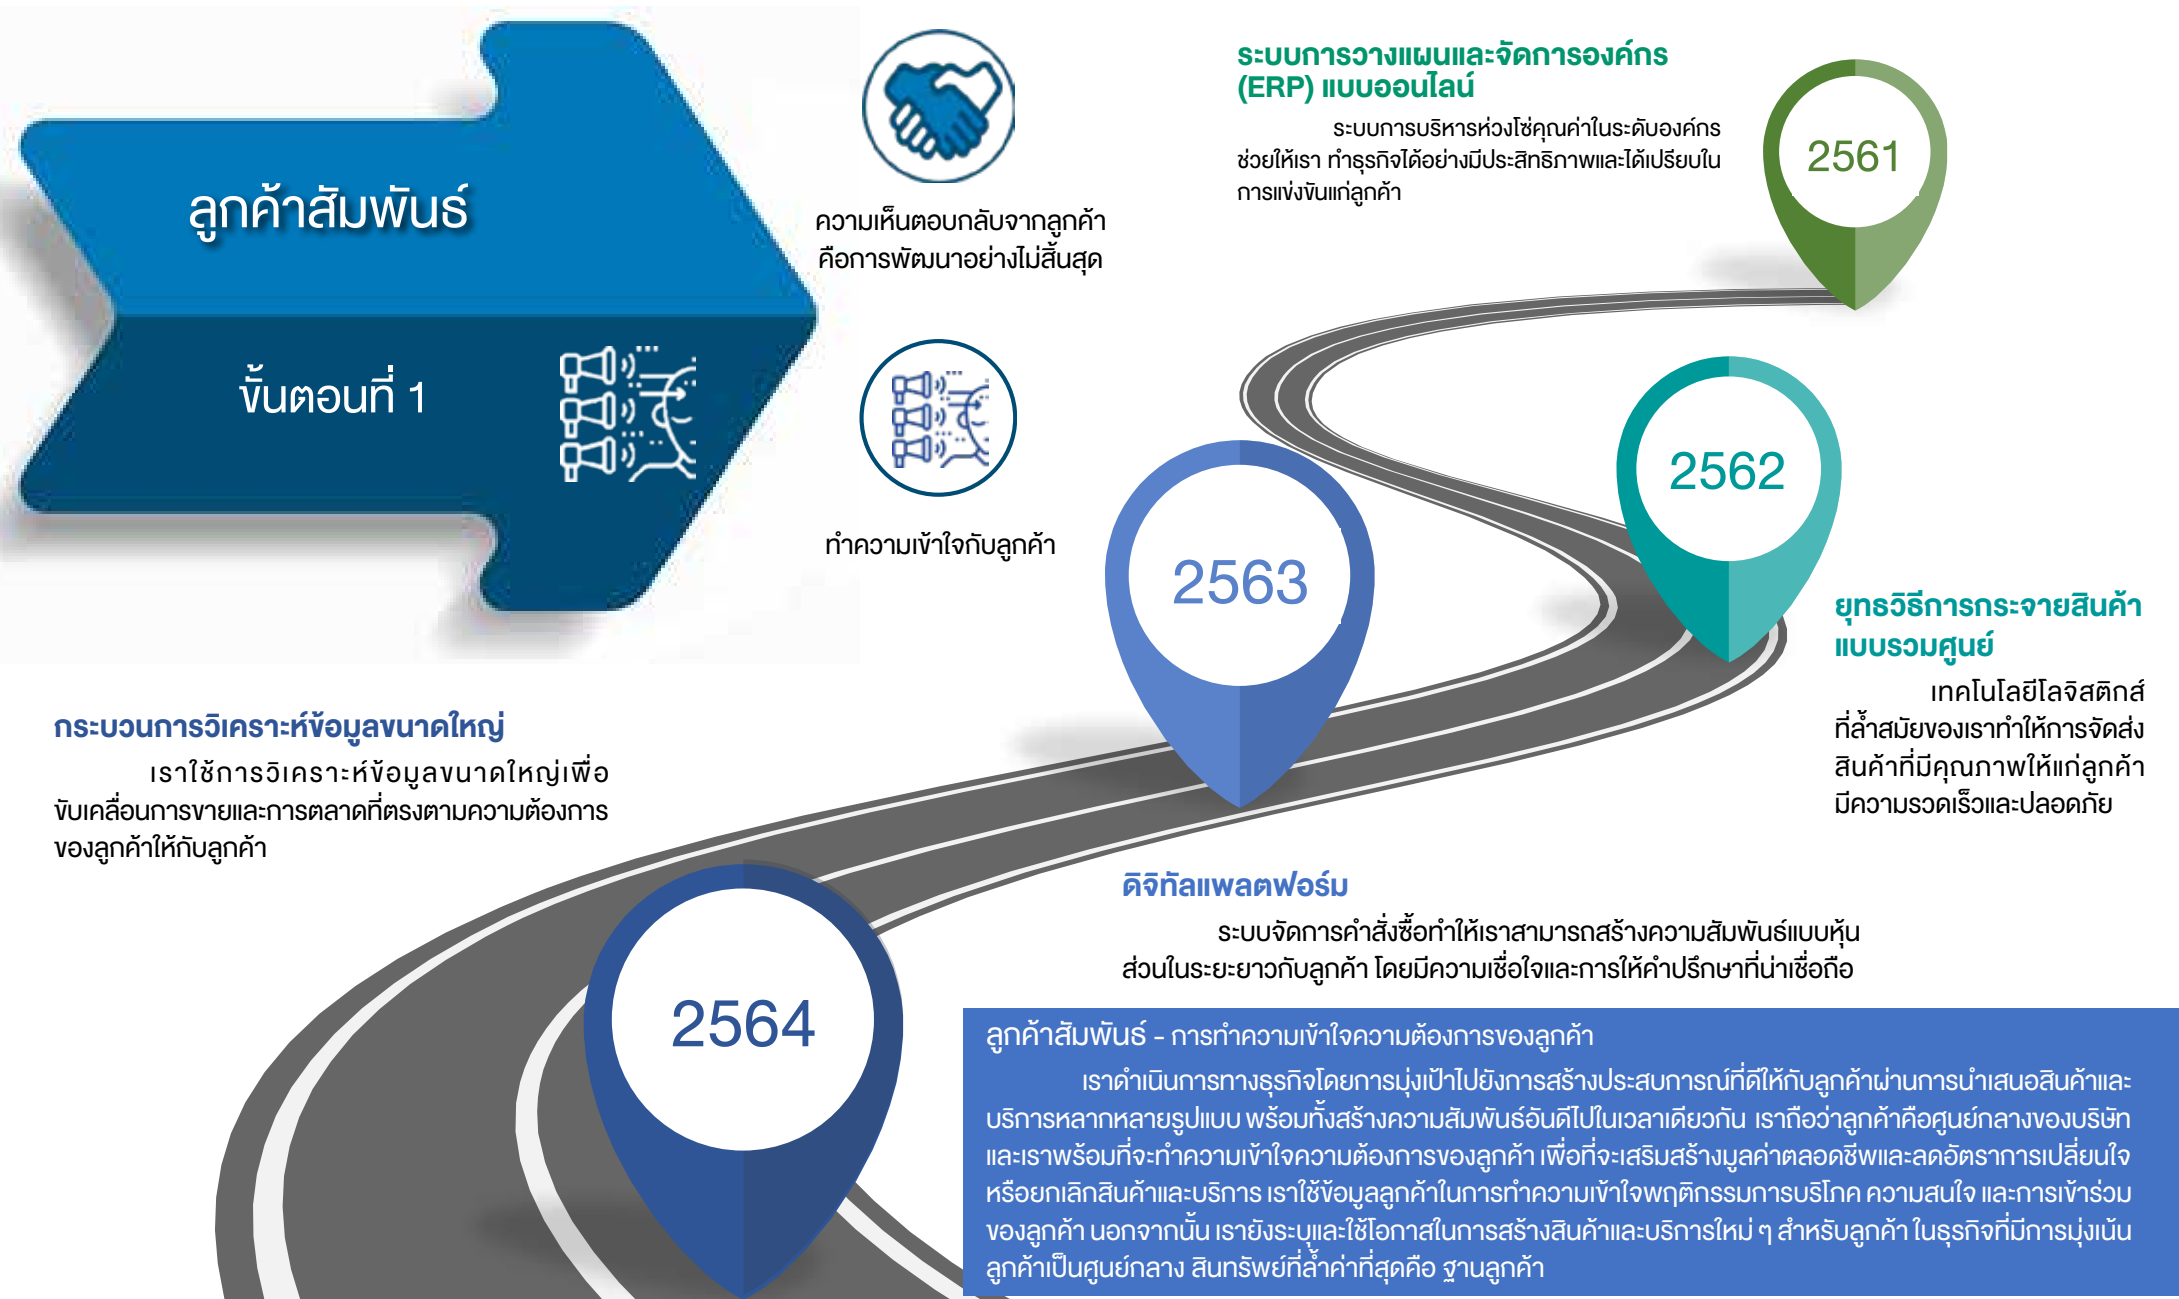 ลูกค้าสัมพันธ์
ขั้นตอนที่ 1
ความเห็นตอบกลับจากลูกค้า
คือการพัฒนาอย่างไม่สิ้นสุด
ทำความเข้าใจกับลูกค้า
ระบบการวางแผนและจัดการองค์กร
(ERP) แบบออนไลน์
ระบบการบริหารห่วงโซ่คุณค่าในระดับองค์กร
ช่วยให้เรา ทำธุรกิจได้อย่างมีประสิทธิภาพและได้เปรียบใน
การแข่งขันแก่ลูกค้า
2561
2562
ยุทธวิธีการกระจายสินค้า
แบบรวมศูนย์
เทคโนโลยีโลจิสติกส์
ที่ล้ำสมัยของเราทำให้การจัดส่ง
สินค้าที่มีคุณภาพให้แก่ลูกค้า
มีความรวดเร็วและปลอดภัย
2563
ดิจิทัลแพลตฟอร์ม
ระบบจัดการคำสั่งซื้อทำให้เราสามารถสร้างความสัมพันธ์แบบหุ้น
ส่วนในระยะยาวกับลูกค้า โดยมีความเชื่อใจและการให้คำปรึกษาที่น่าเชื่อถือ
กระบวนการวิเคราะห์ข้อมูลขนาดใหญ่
เราใช้การวิเคราะห์ข้อมูลขนาดใหญ่เพื่อ
ขับเคลื่อนการขายและการตลาดที่ตรงตามความต้องการ
ของลูกค้าให้กับลูกค้า
2564
ลูกค้าสัมพันธ์ - การทำความเข้าใจความต้องการของลูกค้า
เราดำเนินการทางธุรกิจโดยการมุ่งเป้าไปยังการสร้างประสบการณ์ที่ดีให้กับลูกค้าผ่านการนำเสนอสินค้าและ
บริการหลากหลายรูปแบบ พร้อมทั้งสร้างความสัมพันธ์อันดีไปในเวลาเดียวกัน เราถือว่าลูกค้าคือศูนย์กลางของบริษัท
และเราพร้อมที่จะทำความเข้าใจความต้องการของลูกค้า เพื่อที่จะเสริมสร้างมูลค่าตลอดชีพและลดอัตราการเปลี่ยนใจ
หรือยกเลิกสินค้าและบริการ เราใช้ข้อมูลลูกค้าในการทำความเข้าใจพฤติกรรมการบริโภค ความสนใจ และการเข้าร่วม
ของลูกค้า นอกจากนั้น เรายังระบุและใช้โอกาสในการสร้างสินค้าและบริการใหม่ ๆ สำหรับลูกค้า ในธุรกิจที่มีการมุ่งเน้น
ลูกค้าเป็นศูนย์กลาง สินทรัพย์ที่ล้ำค่าที่สุดคือ ฐานลูกค้า